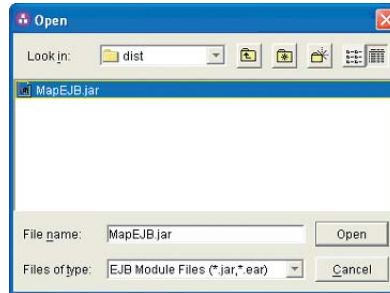 Open
Look in: dist
MapEJB.jar
File name: MapEJB.jar Open
Files of type: EJB Module Files (*.jar,*.ear) Cancel